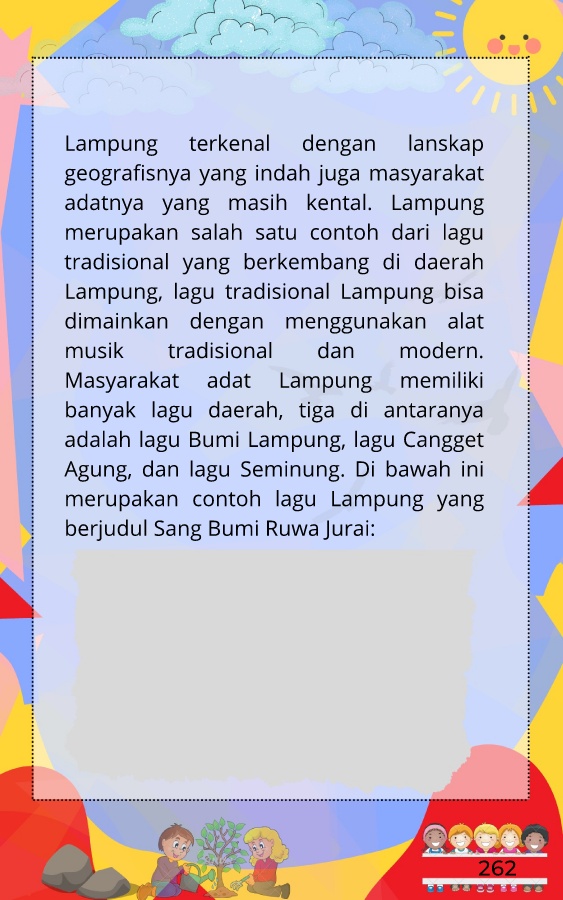 Lampung terkenal dengan lanskap
geografisnya yang indah juga masyarakat
adatnya yang masih kental. Lampung
merupakan salah satu contoh dari lagu
tradisional yang berkembang di daerah
Lampung, lagu tradisional Lampung bisa
dimainkan dengan menggunakan alat
musik tradisional dan modern.
Masyarakat adat Lampung memiliki
banyak lagu daerah, tiga di antaranya
adalah lagu Bumi Lampung, lagu Cangget
Agung, dan lagu Seminung. Di bawah ini
merupakan contoh lagu Lampung yang
berjudul Sang Bumi Ruwa Jurai:
262